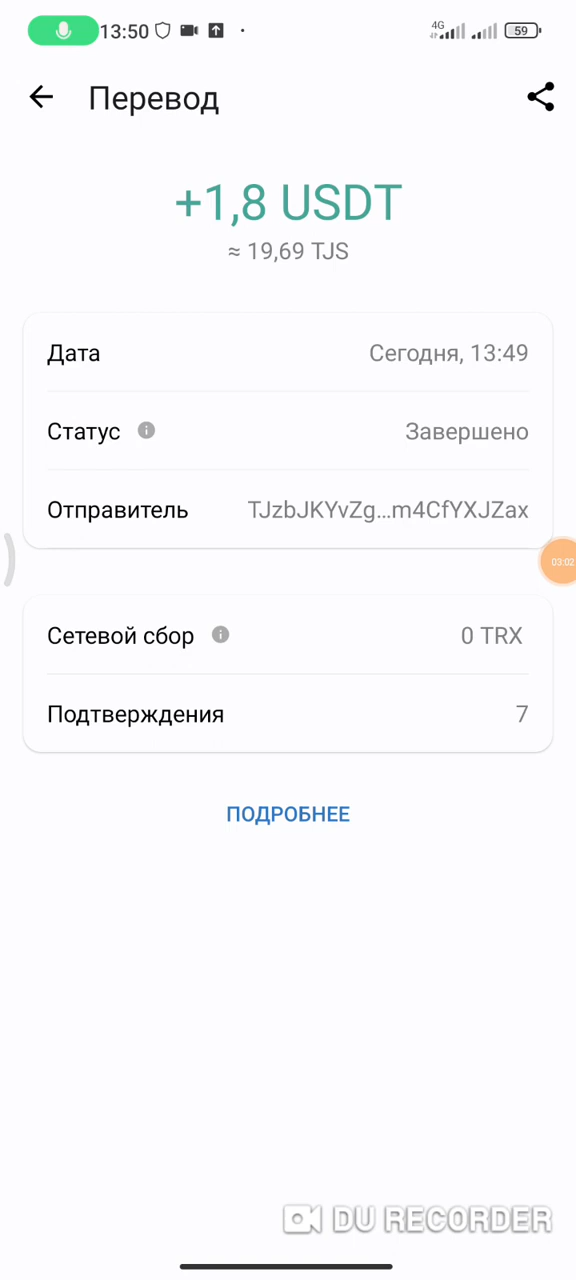 13:50 4G 59
Перевод
+1,8 USDT
≈ 19,69 TJS
Дата Сегодня, 13:49
Статус Завершено
Отправитель TJzbJKYvZg...m4CfYXJZax
03:02
Сетевой сбор 0 TRX
Подтверждения 7
ПОДРОБНЕЕ
DU RECORDER